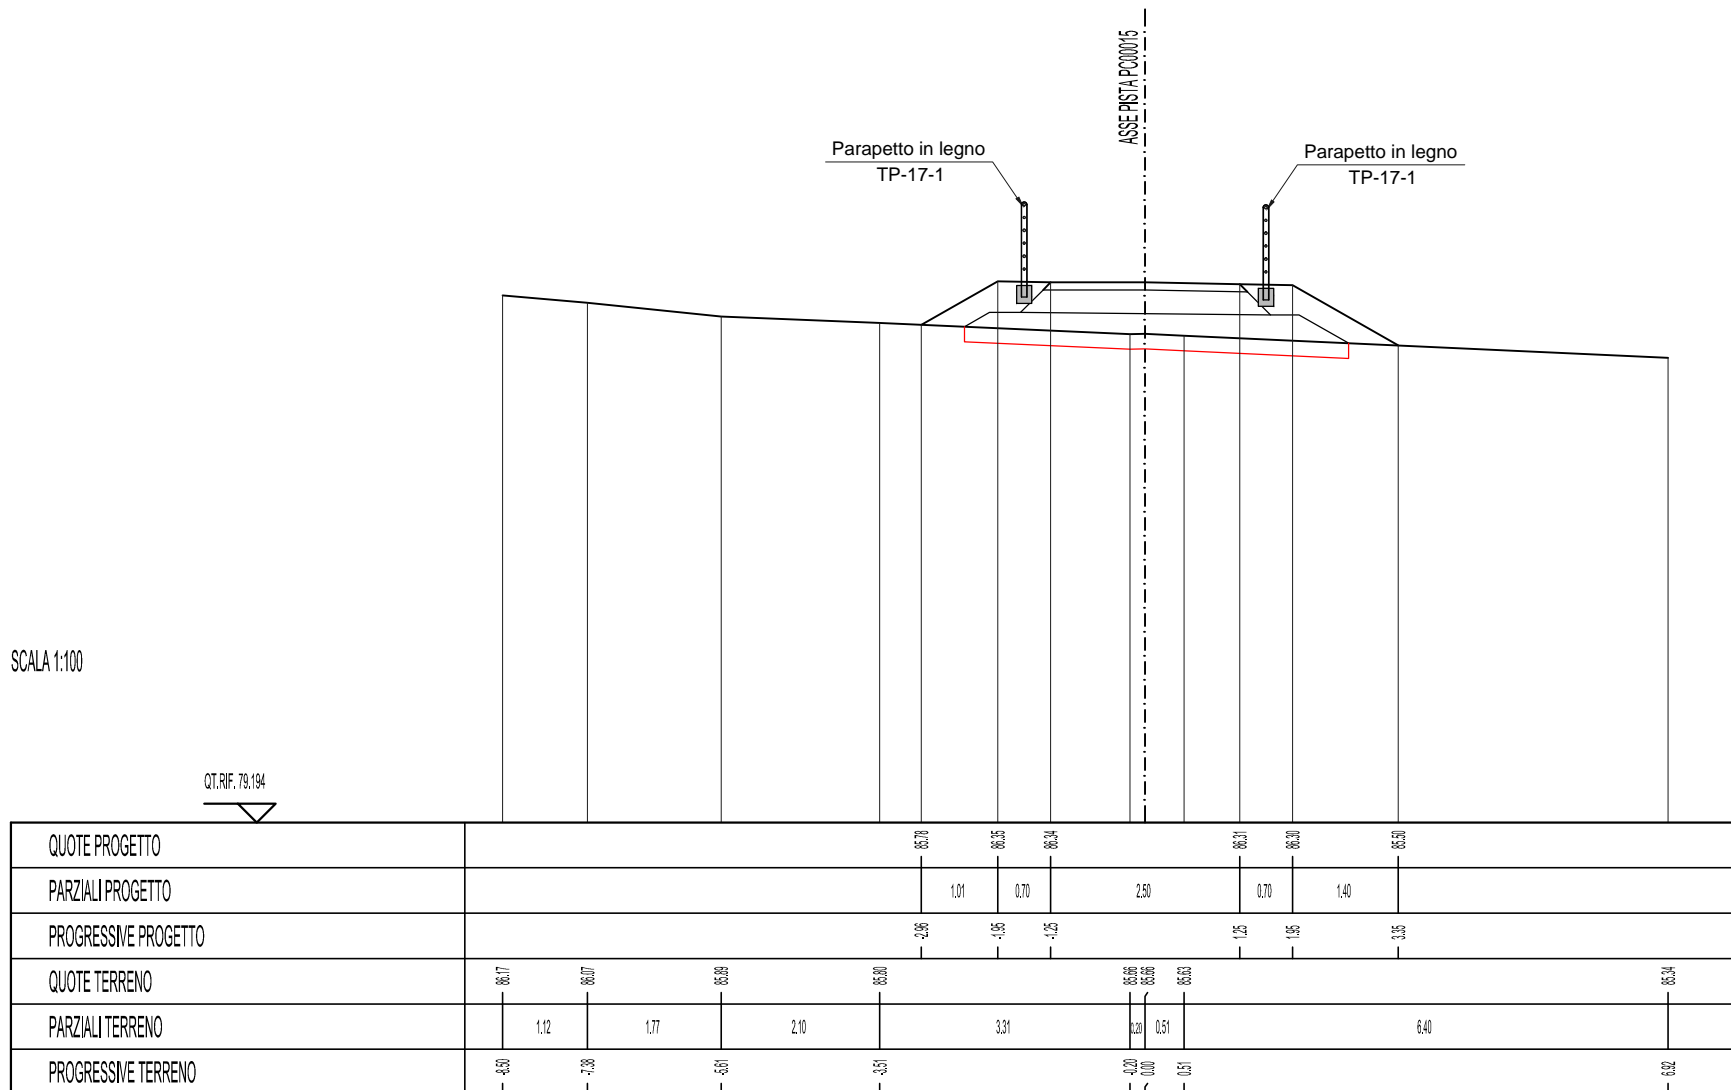 ASSE PISTA PC00015
Parapetto in legno
TP-17-1
Parapetto in legno
TP-17-1
SCALA 1:100
QT.RIF. 79.194
QUOTE PROGETTO 85.78 86.35 86.34 86.31 86.30 85.50
PARZIALI PROGETTO 1.01 0.70 2.50 0.70 1.40
PROGRESSIVE PROGETTO -2.96 -1.95 -1.25 1.25 1.95 3.35
QUOTE TERRENO 86.17 86.07 85.89 85.80 85.66 85.66 85.63 85.34
PARZIALI TERRENO 1.12 1.77 2.10 3.31 0.20 0.51 6.40
PROGRESSIVE TERRENO -8.50 -7.38 -5.61 -3.51 -0.20 0.00 0.51 6.92